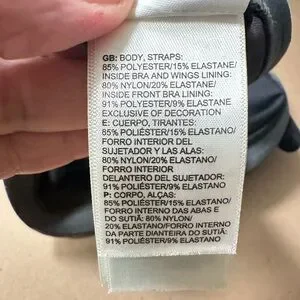 GB: BODY, STRAPS:
85% POLYESTER/15% ELASTANE/
INSIDE BRA AND WINGS LINING:
80% NYLON/20% ELASTANE/
INSIDE FRONT BRA LINING:
91% POLYESTER/9% ELASTANE
EXCLUSIVE OF DECORATION
E: CUERPO, TIRANTES:
85% POLIÉSTER/15% ELASTANO/
FORRO INTERIOR DEL
SUJETADOR Y LAS ALAS:
80% NYLON/20% ELASTANO/
FORRO INTERIOR
DELANTERO DEL SUJETADOR:
91% POLIÉSTER/9% ELASTANO
P: CORPO, ALÇAS:
85% POLIÉSTER/15% ELASTANO/
FORRO INTERNO DAS ABAS E
DO SUTIÃ: 80% NYLON/
20% ELASTANO/FORRO INTERNO
DA PARTE DIANTEIRA DO SUTIÃ:
91% POLIÉSTER/9% ELASTANO